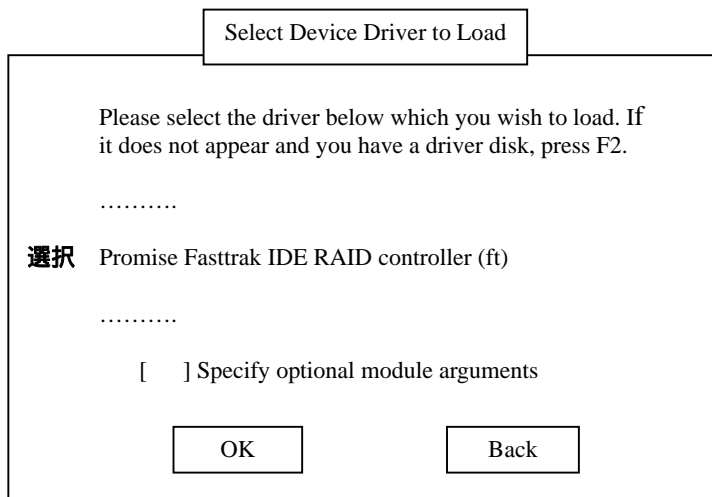 Select Device Driver to Load
Please select the driver below which you wish to load. If
it does not appear and you have a driver disk, press F2.
……….
選択 Promise Fasttrak IDE RAID controller (ft)
……….
[ ] Specify optional module arguments
OK Back